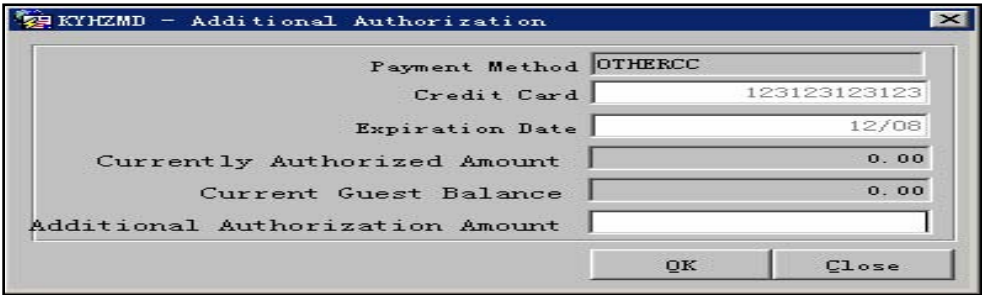 KYHZMD - Additional Authorization
Payment Method OTHERCC
Credit Card 123123123123
Expiration Date 12/08
Currently Authorized Amount 0.00
Current Guest Balance 0.00
Additional Authorization Amount
OK Close